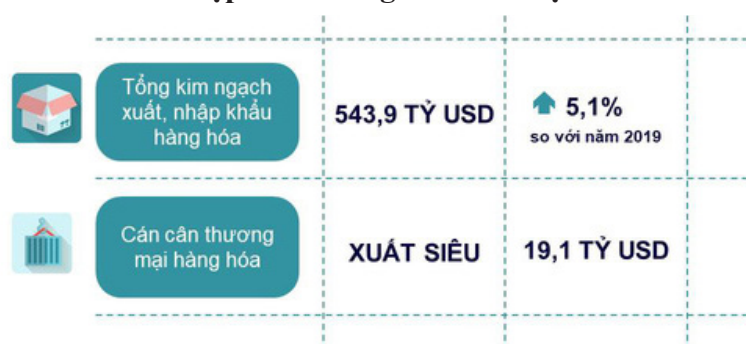 Tổng kim ngạch
xuất, nhập khẩu
hàng hóa
543,9 TỶ USD
5,1%
so với năm 2019
Cán cân thương
mại hàng hóa
XUẤT SIÊU
19,1 TỶ USD